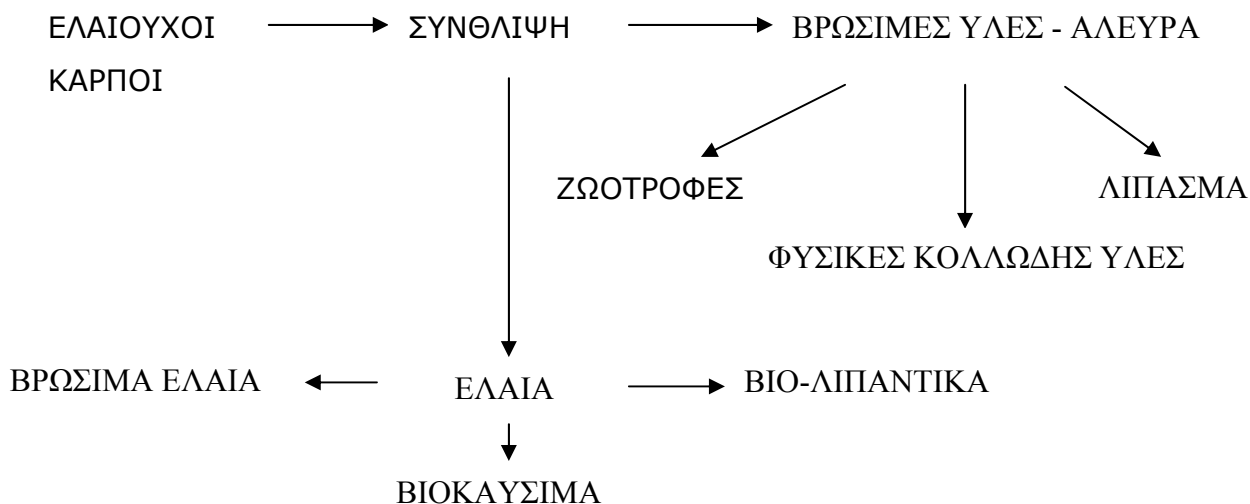 ΕΛΑΙΟΥΧΟΙ ΚΑΡΠΟΙ
ΣΥΝΘΛΙΨΗ
ΒΡΩΣΙΜΕΣ ΥΛΕΣ - ΑΛΕΥΡΑ
ΖΩΟΤΡΟΦΕΣ
ΛΙΠΑΣΜΑ
ΦΥΣΙΚΕΣ ΚΟΛΛΩΔΗΣ ΥΛΕΣ
ΒΡΩΣΙΜΑ ΕΛΑΙΑ
ΕΛΑΙΑ
ΒΙΟ-ΛΙΠΑΝΤΙΚΑ
ΒΙΟΚΑΥΣΙΜΑ